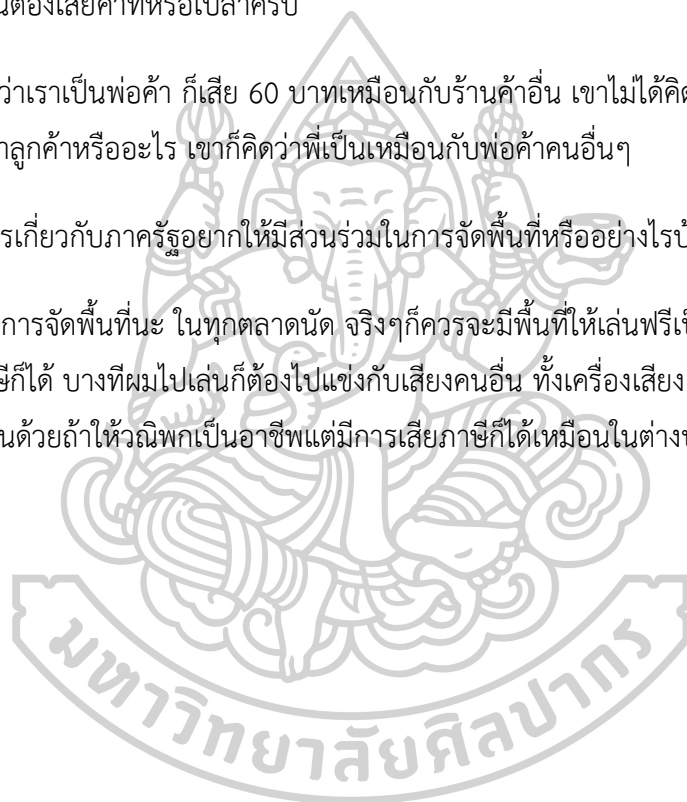 นต้องเสียค่าที่หรือเปล่าครับ
ว่าเราเป็นพ่อค้า ก็เสีย 60 บาทเหมือนกับร้านค้าอื่น เขาไม่ได้คิด
าลูกค้าหรืออะไร เขาก็คิดว่าพี่เป็นเหมือนกับพ่อค้าคนอื่นๆ
รเกี่ยวกับภาครัฐอยากให้มีส่วนร่วมในการจัดพื้นที่หรืออย่างไรบ้
การจัดพื้นที่นะ ในทุกตลาดนัด จริงๆก็ควรจะมีพื้นที่ให้เล่นฟรีเ
ษีก็ได้ บางทีผมไปเล่นก็ต้องไปแข่งกับเสียงคนอื่น ทั้งเครื่องเสียง
นด้วยถ้าให้วณิพกเป็นอาชีพแต่มีการเสียภาษีก็ได้เหมือนในต่าง
มหาวิทยาลัยศิลปากร